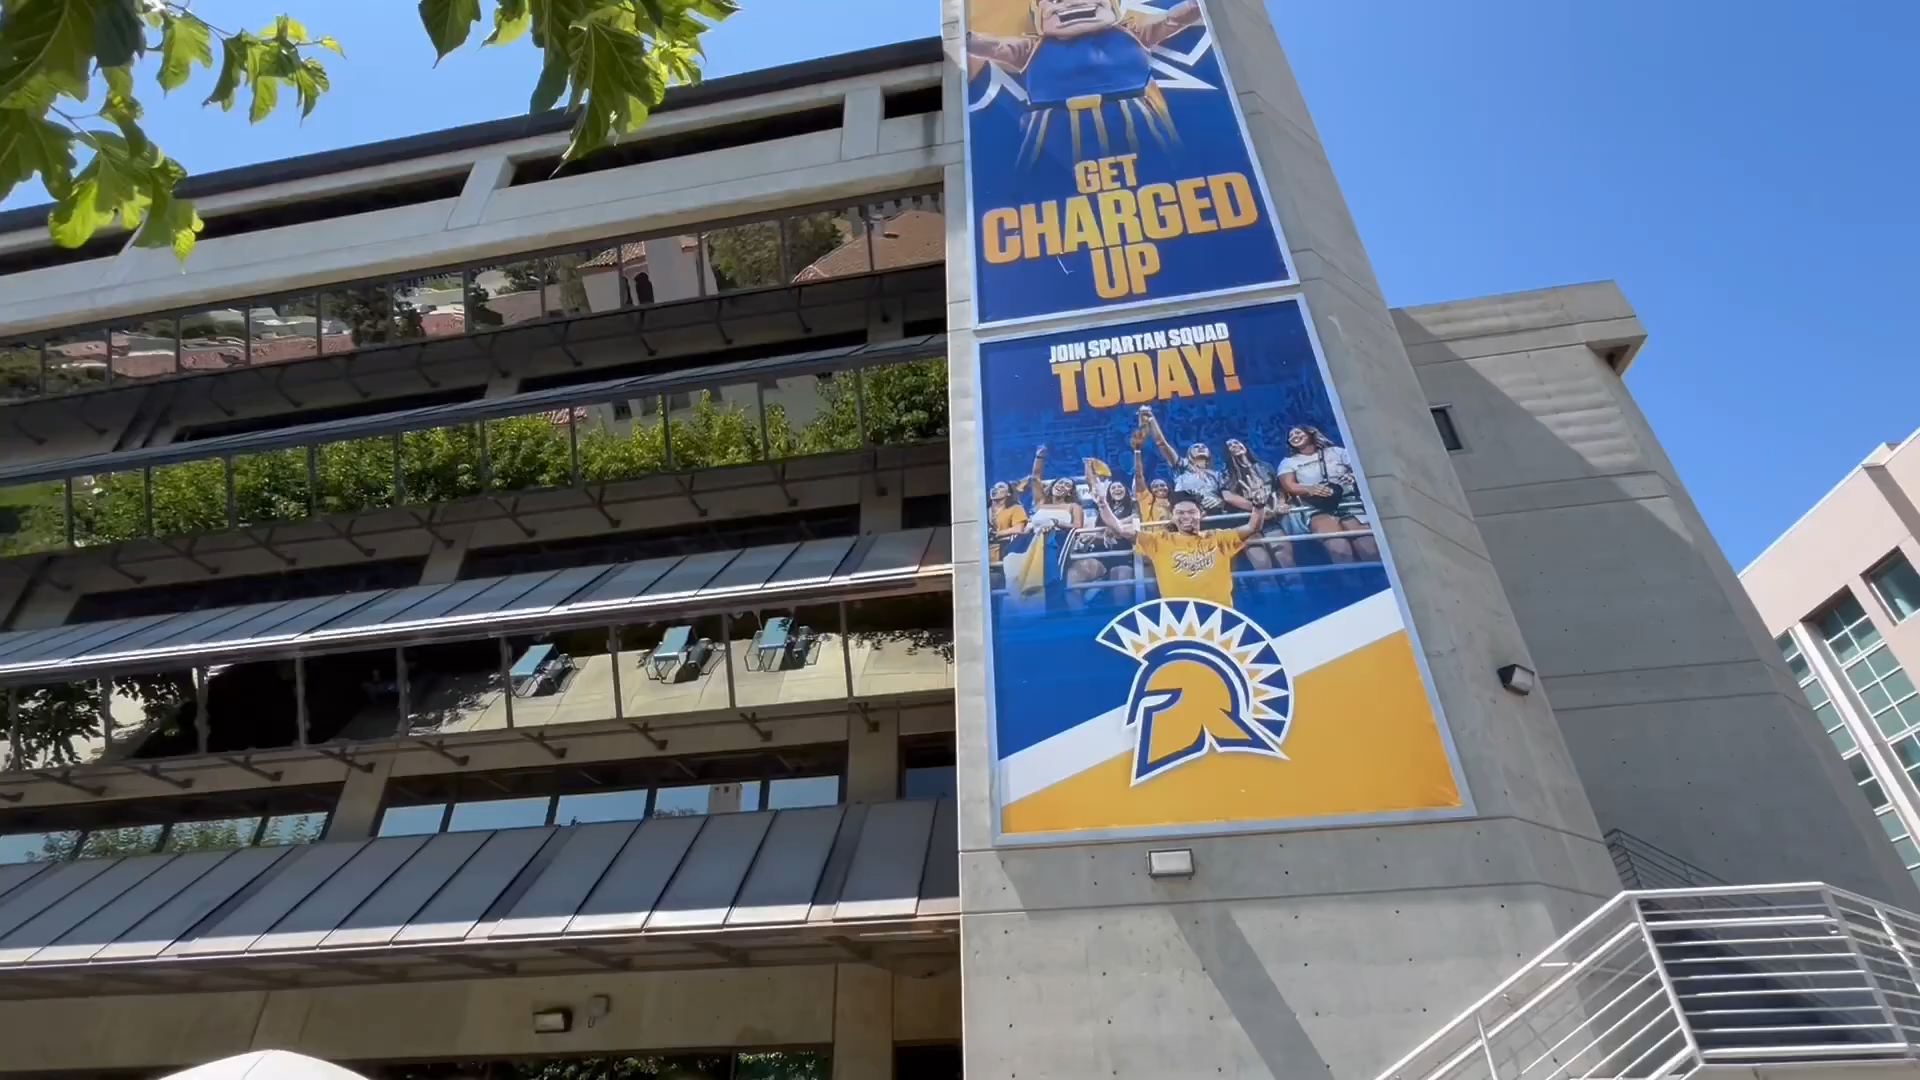 GET
CHARGED
UP
JOIN SPARTAN SQUAD
TODAY!